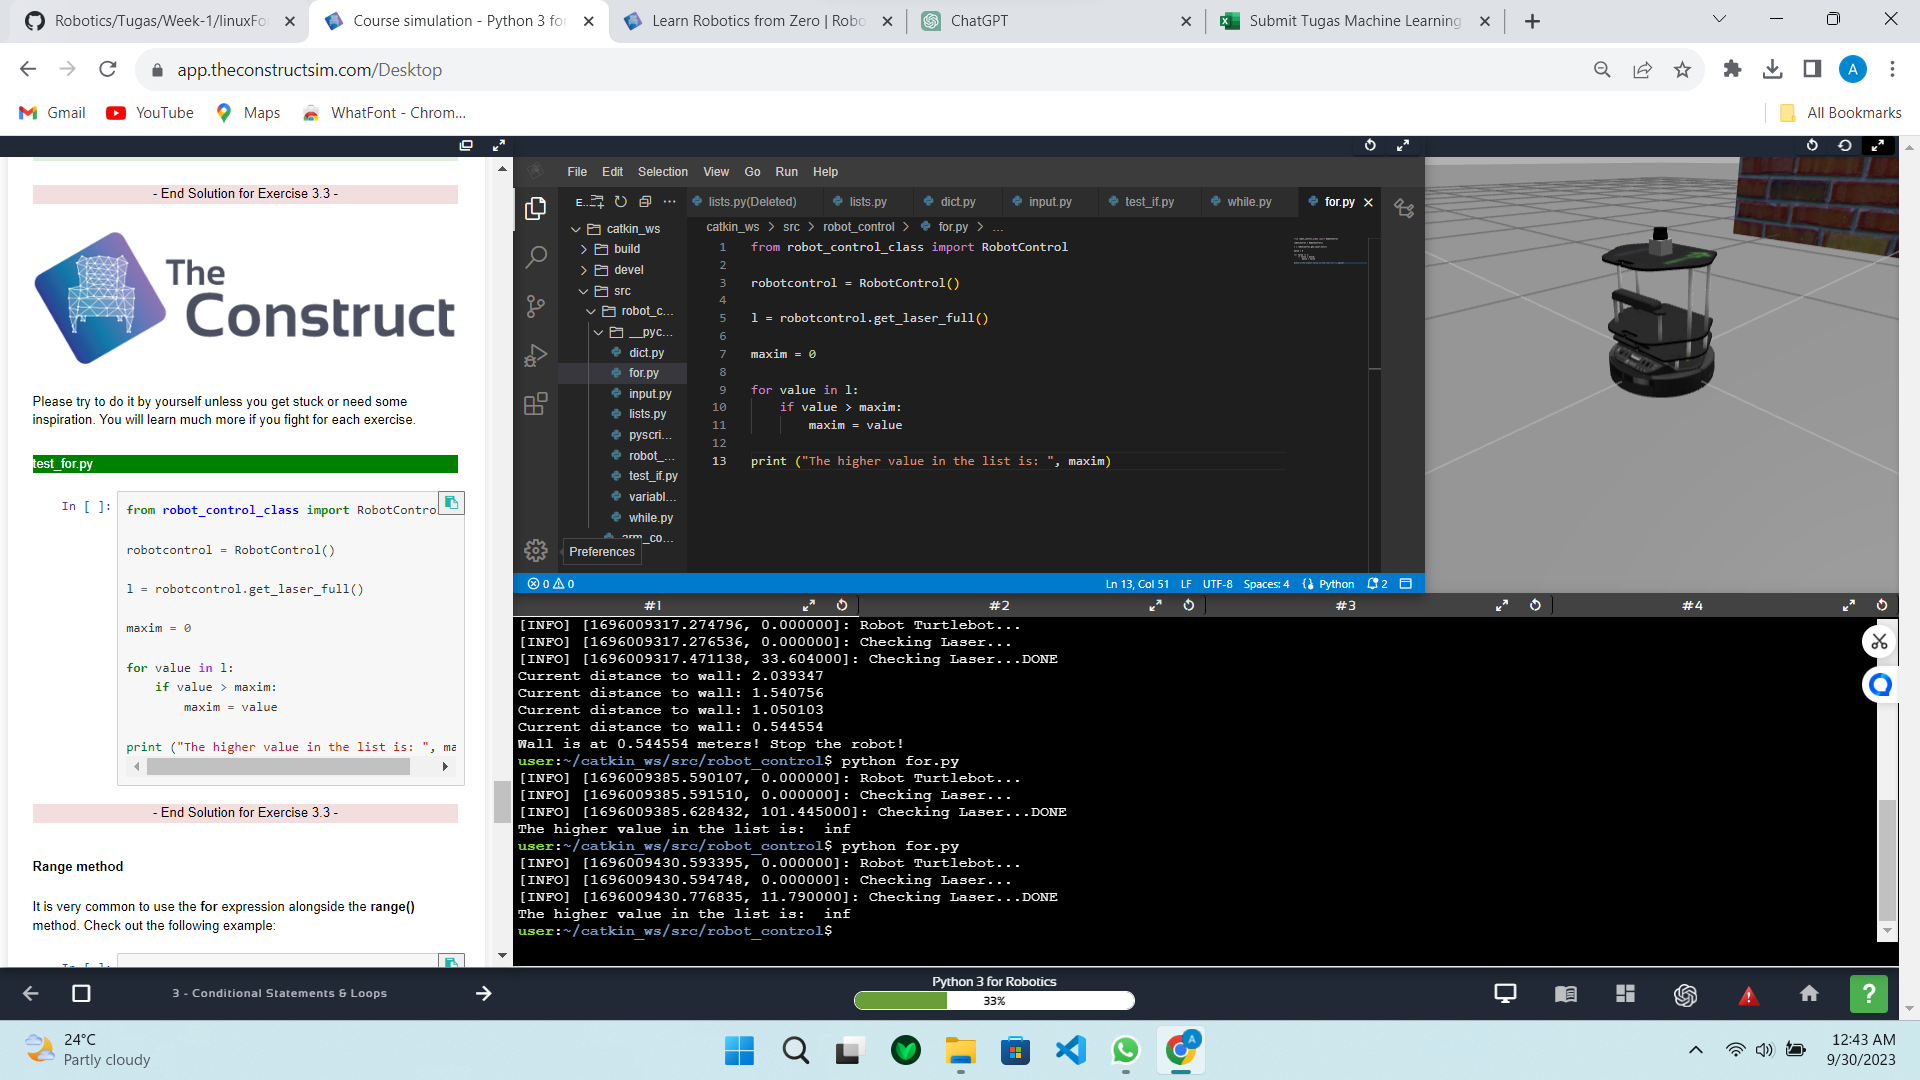 Robotics/Tugas/Week-1/linuxFo
Course simulation - Python 3 for
Learn Robotics from Zero | Robo
ChatGPT
Submit Tugas Machine Learning
app.theconstructsim.com/Desktop
A
Gmail
YouTube
Maps
WhatFont - Chrom...
All Bookmarks
- End Solution for Exercise 3.3 -
The
Construct
Please try to do it by yourself unless you get stuck or need some
inspiration. You will learn much more if you fight for each exercise.
test_for.py
In [ ]:
from robot_control_class import RobotContro
robotcontrol = RobotControl()
l = robotcontrol.get_laser_full()
maxim = 0
for value in l:
if value > maxim:
maxim = value
print ("The higher value in the list is: ", ma
- End Solution for Exercise 3.3 -
Range method
It is very common to use the for expression alongside the range()
method. Check out the following example:
In [ ]:
File Edit Selection View Go Run Help
E...
lists.py(Deleted)
lists.py
dict.py
input.py
test_if.py
while.py
for.py
catkin_ws
build
devel
src
robot_c...
__pyc...
dict.py
for.py
input.py
lists.py
pyscri...
robot_...
test_if.py
variabl...
while.py
arm_co...
Preferences
catkin_ws > src > robot_control > for.py > ...
1 from robot_control_class import RobotControl
2
3 robotcontrol = RobotControl()
4
5 l = robotcontrol.get_laser_full()
6
7 maxim = 0
8
9 for value in l:
10 if value > maxim:
11 maxim = value
12
13 print ("The higher value in the list is: ", maxim)
0 0
Ln 13, Col 51 LF UTF-8 Spaces: 4 Python 2
#1
#2
#3
#4
[INFO] [1696009317.274796, 0.000000]: Robot Turtlebot...
[INFO] [1696009317.276536, 0.000000]: Checking Laser...
[INFO] [1696009317.471138, 33.604000]: Checking Laser...DONE
Current distance to wall: 2.039347
Current distance to wall: 1.540756
Current distance to wall: 1.050103
Current distance to wall: 0.544554
Wall is at 0.544554 meters! Stop the robot!
user:~/catkin_ws/src/robot_control$ python for.py
[INFO] [1696009385.590107, 0.000000]: Robot Turtlebot...
[INFO] [1696009385.591510, 0.000000]: Checking Laser...
[INFO] [1696009385.628432, 101.445000]: Checking Laser...DONE
The higher value in the list is:  inf
user:~/catkin_ws/src/robot_control$ python for.py
[INFO] [1696009430.593395, 0.000000]: Robot Turtlebot...
[INFO] [1696009430.594748, 0.000000]: Checking Laser...
[INFO] [1696009430.776835, 11.790000]: Checking Laser...DONE
The higher value in the list is:  inf
user:~/catkin_ws/src/robot_control$
3 - Conditional Statements & Loops
Python 3 for Robotics
33%
?
24°C
Partly cloudy
A
12:43 AM
9/30/2023